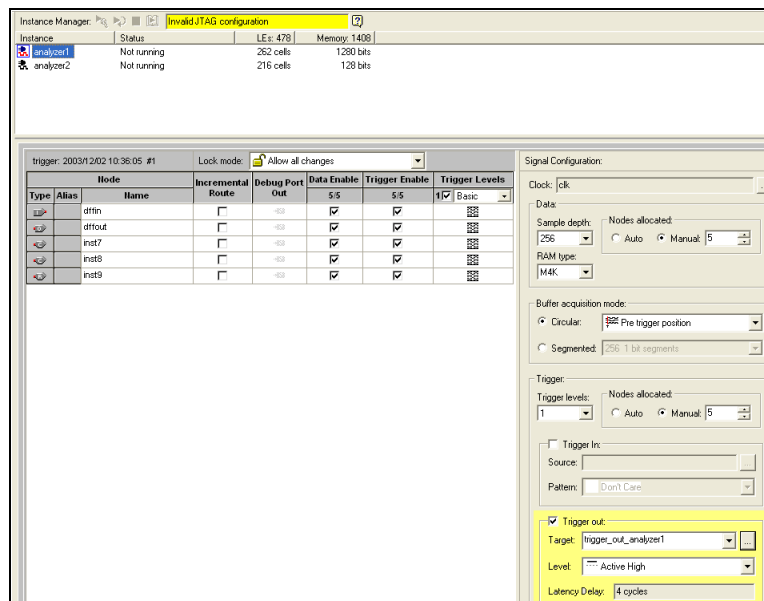 Instance Manager: Invalid JTAG configuration
Instance Status LEs: 478 Memory: 1408
analyzer1 Not running 262 cells 1280 bits
analyzer2 Not running 216 cells 128 bits
trigger: 2003/12/02 10:36:05 #1 Lock mode: Allow all changes
Node Incremental Route Debug Port Out Data Enable Trigger Enable Trigger Levels
Type Alias Name 5/5 5/5 1 Basic
dffin
dffout
inst7
inst8
inst9
Signal Configuration:
Clock: clk ...
Data:
Sample depth: Nodes allocated:
256 Auto Manual: 5
RAM type:
M4K
Buffer acquisition mode:
Circular: Pre trigger position
Segmented: 256 1 bit segments
Trigger:
Trigger levels: Nodes allocated:
1 Auto Manual: 5
Trigger In:
Source: ...
Pattern: Don't Care
Trigger out:
Target: trigger_out_analyzer1 ...
Level: Active High
Latency Delay: 4 cycles